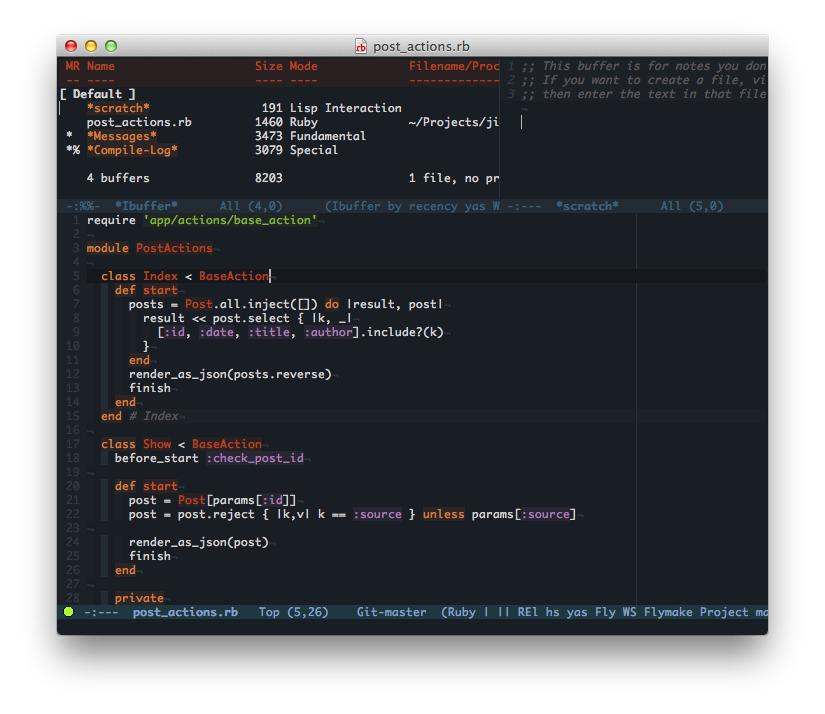 post_actions.rb
MR Name Size Mode Filename/Proc
-- ---- ---- ---- -------------
[ Default ]
*scratch* 191 Lisp Interaction
post_actions.rb 1460 Ruby ~/Projects/ji
* *Messages* 3473 Fundamental
*% *Compile-Log* 3079 Special
4 buffers 8203 1 file, no pr
-:%%- *Ibuffer* All (4,0) (Ibuffer by recency yas W
1 ;; This buffer is for notes you don
2 ;; If you want to create a file, vi
3 ;; then enter the text in that file
-:--- *scratch* All (5,0)
1 require 'app/actions/base_action'¬
2 ¬
3 module PostActions¬
4 ¬
5   class Index < BaseAction
6     def start¬
7       posts = Post.all.inject([]) do |result, post|¬
8         result << post.select { |k, _|¬
9           [:id, :date, :title, :author].include?(k)¬
10         }¬
11       end¬
12       render_as_json(posts.reverse)¬
13       finish¬
14     end¬
15   end # Index¬
16 ¬
17   class Show < BaseAction¬
18     before_start :check_post_id¬
19 ¬
20     def start¬
21       post = Post[params[:id]]¬
22       post = post.reject { |k,v| k == :source } unless params[:source]¬
23 ¬
24       render_as_json(post)¬
25       finish¬
26     end¬
27 ¬
28     private¬
-:--- post_actions.rb Top (5,26) Git-master (Ruby | || REl hs yas Fly WS Flymake Project ma